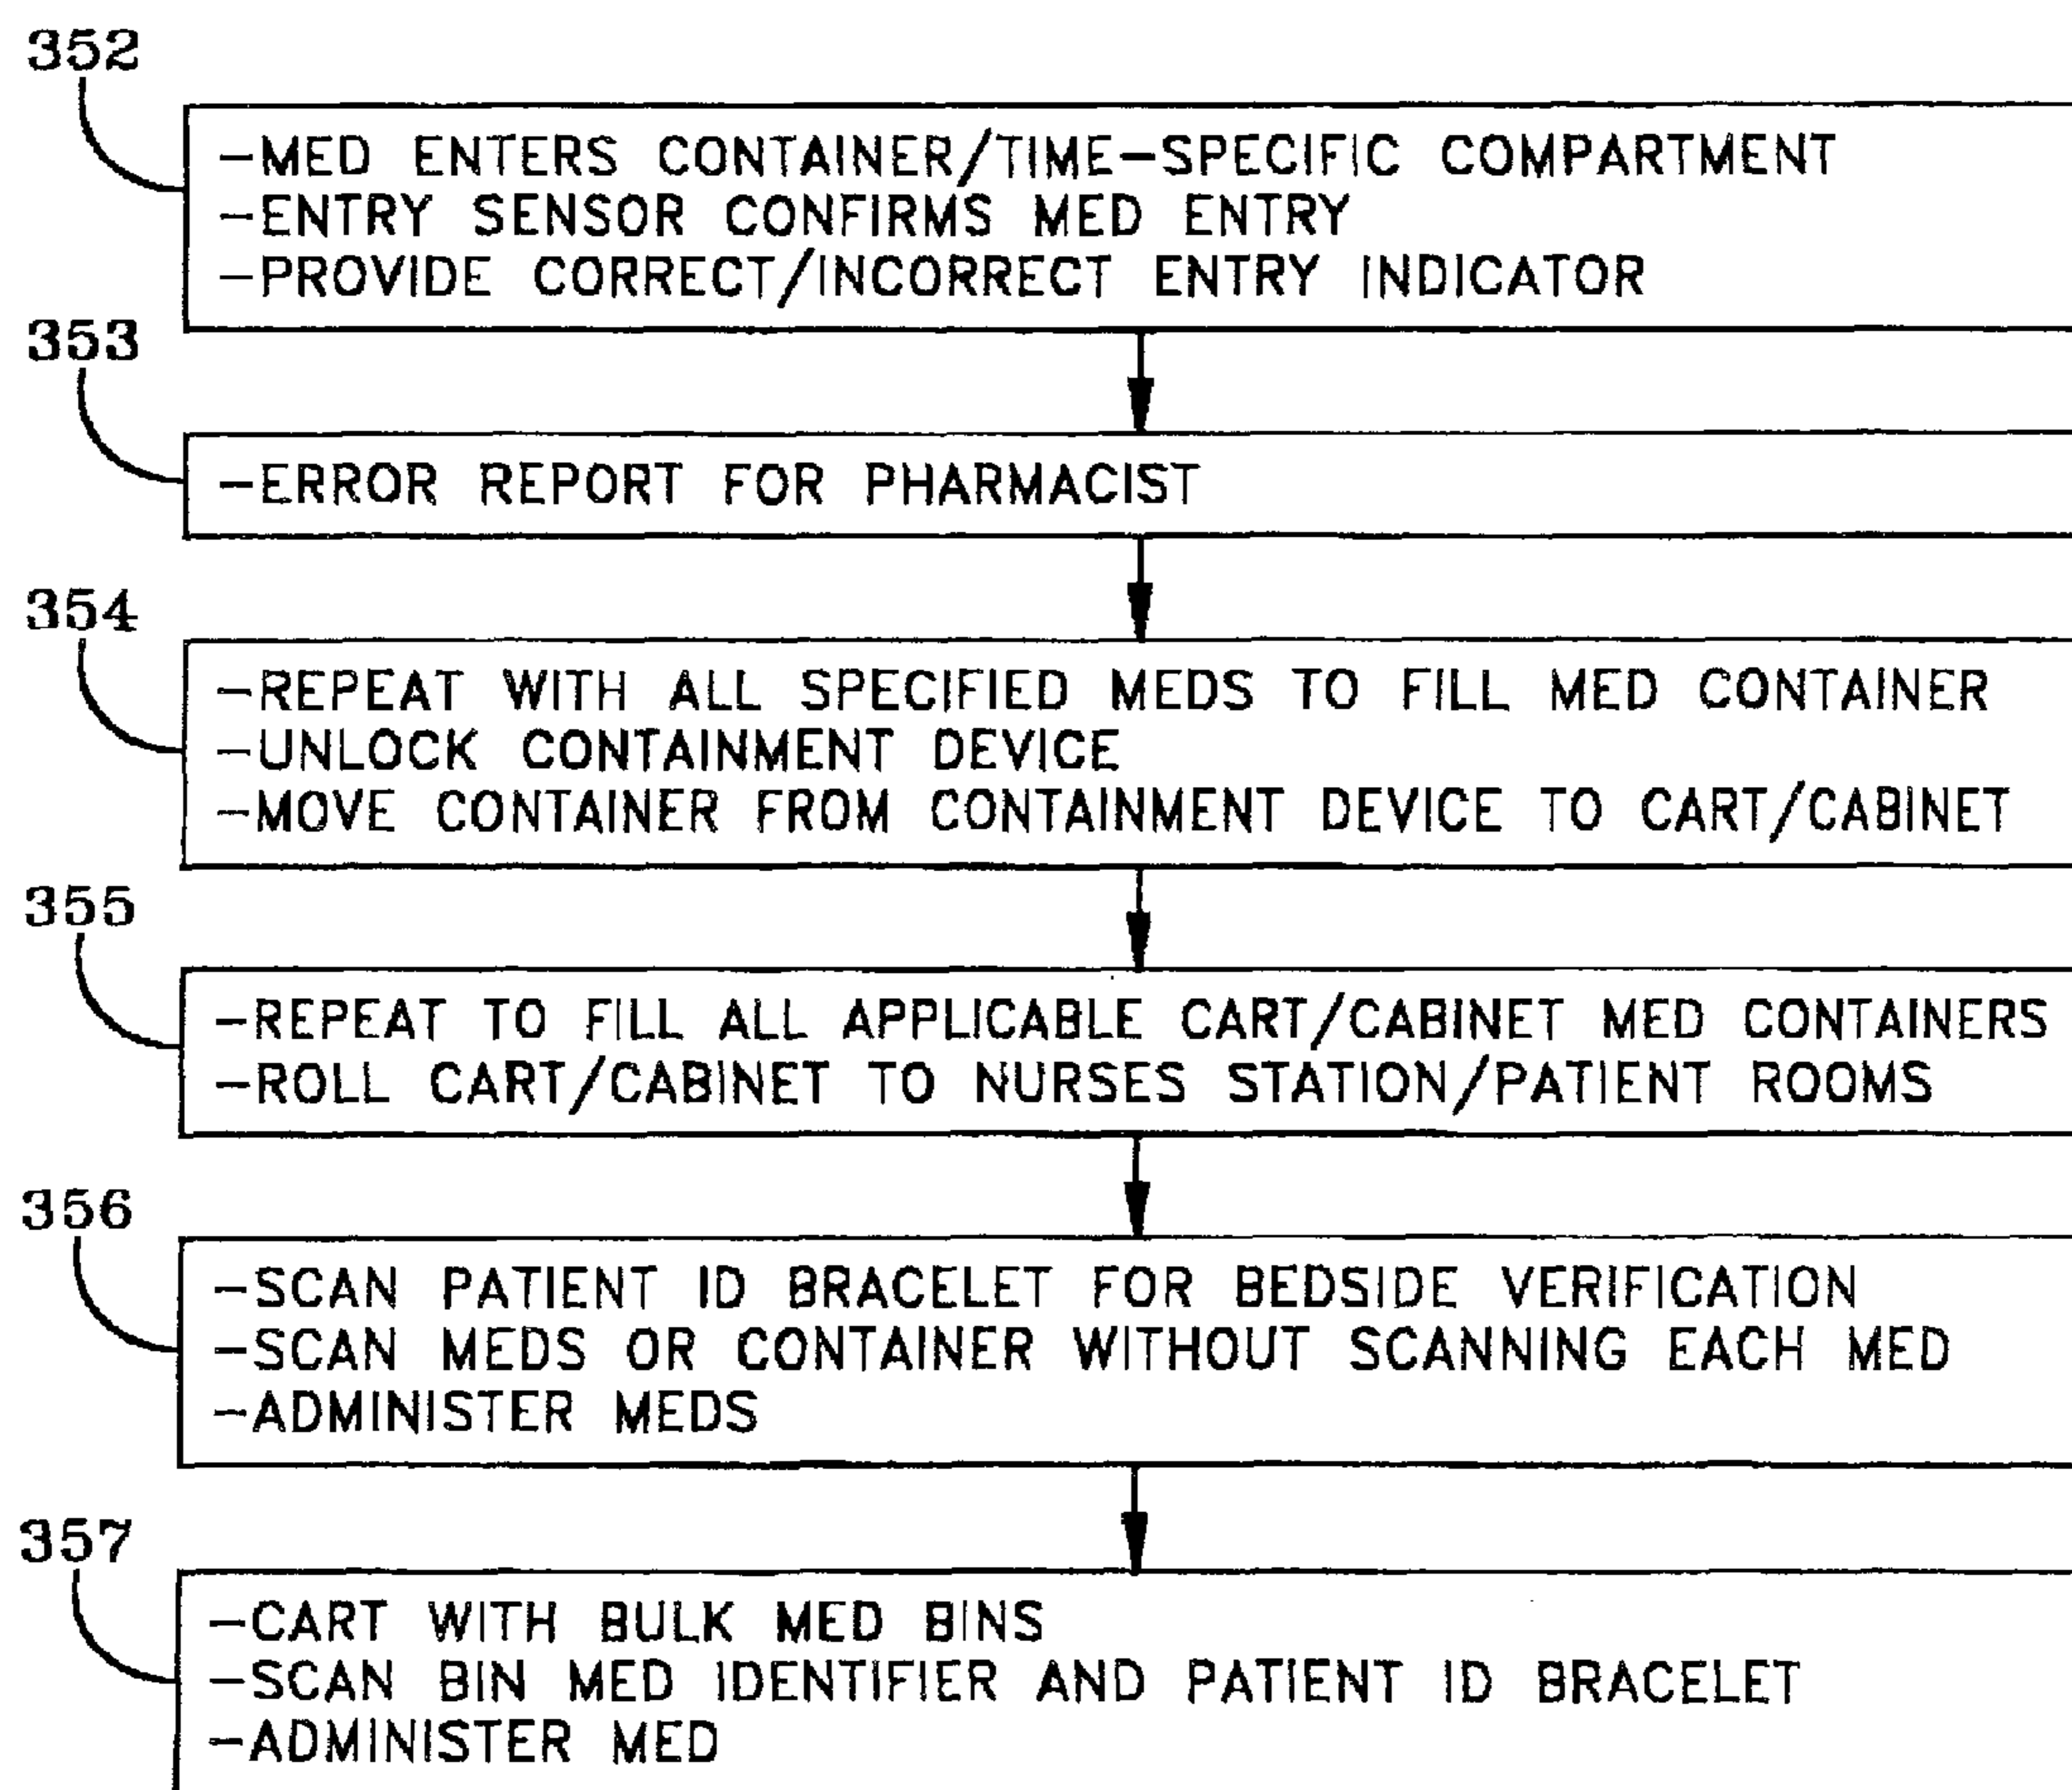 352
-MED ENTERS CONTAINER/TIME-SPECIFIC COMPARTMENT
-ENTRY SENSOR CONFIRMS MED ENTRY
-PROVIDE CORRECT/INCORRECT ENTRY INDICATOR
353
-ERROR REPORT FOR PHARMACIST
354
-REPEAT WITH ALL SPECIFIED MEDS TO FILL MED CONTAINER
-UNLOCK CONTAINMENT DEVICE
-MOVE CONTAINER FROM CONTAINMENT DEVICE TO CART/CABINET
355
-REPEAT TO FILL ALL APPLICABLE CART/CABINET MED CONTAINERS
-ROLL CART/CABINET TO NURSES STATION/PATIENT ROOMS
356
-SCAN PATIENT ID BRACELET FOR BEDSIDE VERIFICATION
-SCAN MEDS OR CONTAINER WITHOUT SCANNING EACH MED
-ADMINISTER MEDS
357
-CART WITH BULK MED BINS
-SCAN BIN MED IDENTIFIER AND PATIENT ID BRACELET
-ADMINISTER MED